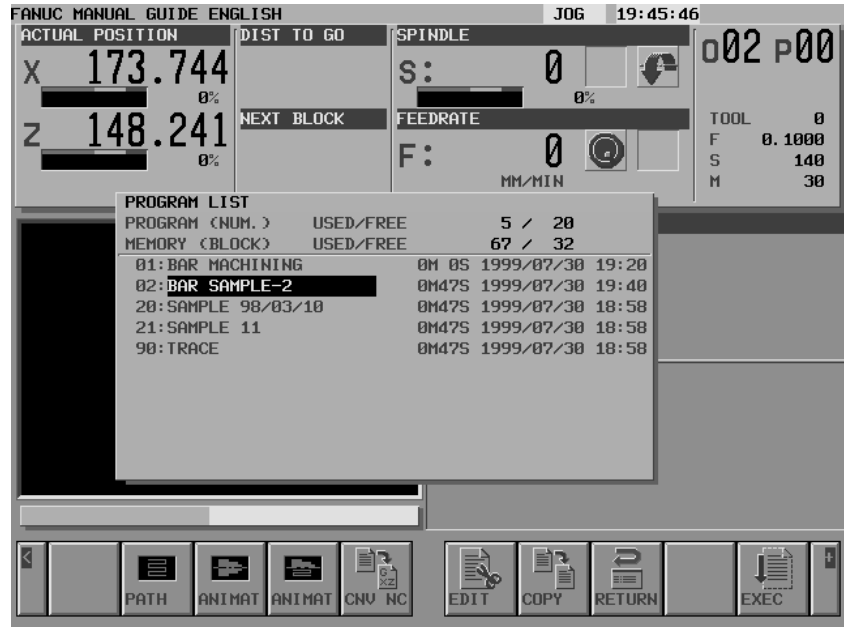 FANUC MANUAL GUIDE ENGLISH JOG 19:45:46
ACTUAL POSITION DIST TO GO SPINDLE O02 P00
X 173.744 S: 0
0% 0%
NEXT BLOCK FEEDRATE TOOL 0
Z 148.241 F: 0 F 0.1000
0% S 140
MM/MIN M 30
PROGRAM LIST
PROGRAM (NUM.) USED/FREE 5 / 20
MEMORY (BLOCK) USED/FREE 67 / 32
01:BAR MACHINING 0M 0S 1999/07/30 19:20
02:BAR SAMPLE-2 0M47S 1999/07/30 19:40
20:SAMPLE 98/03/10 0M47S 1999/07/30 18:58
21:SAMPLE 11 0M47S 1999/07/30 18:58
90:TRACE 0M47S 1999/07/30 18:58
< G XZ +
PATH ANIMAT ANIMAT CNV NC EDIT COPY RETURN EXEC